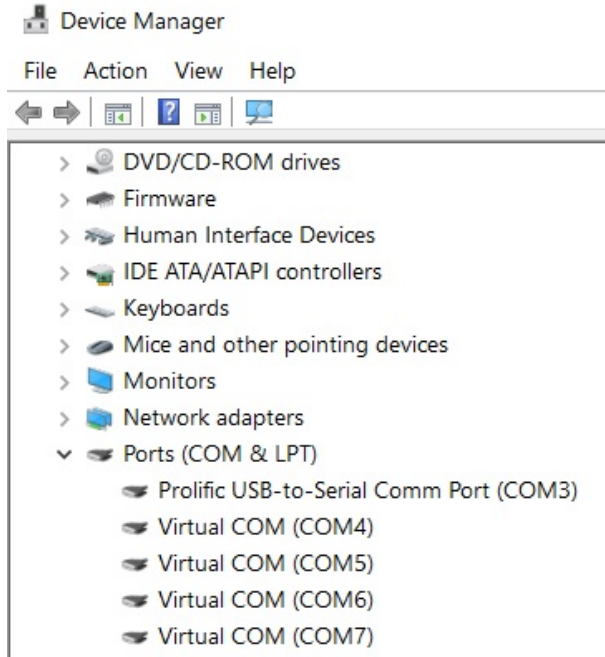 Device Manager
File Action View Help
DVD/CD-ROM drives
Firmware
Human Interface Devices
IDE ATA/ATAPI controllers
Keyboards
Mice and other pointing devices
Monitors
Network adapters
Ports (COM & LPT)
Prolific USB-to-Serial Comm Port (COM3)
Virtual COM (COM4)
Virtual COM (COM5)
Virtual COM (COM6)
Virtual COM (COM7)